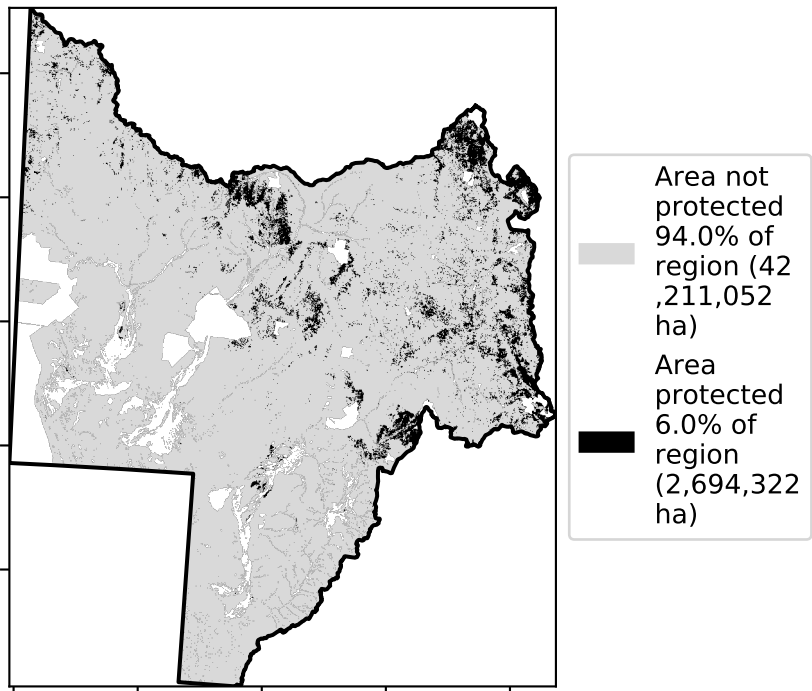 Area not
protected
94.0% of
region (42
,211,052
ha)
Area
protected
6.0% of
region
(2,694,322
ha)